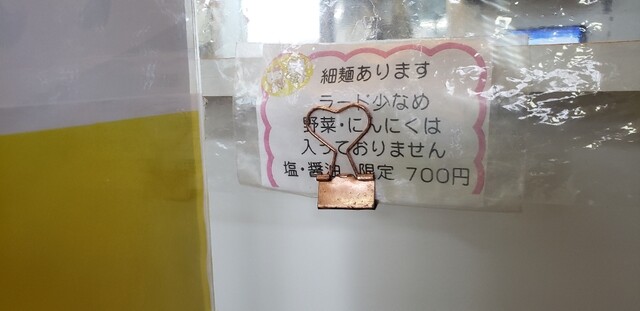 細麺あります
ラード少なめ
野菜・にんにくは
入っておりません
塩・醤油 限定 700円